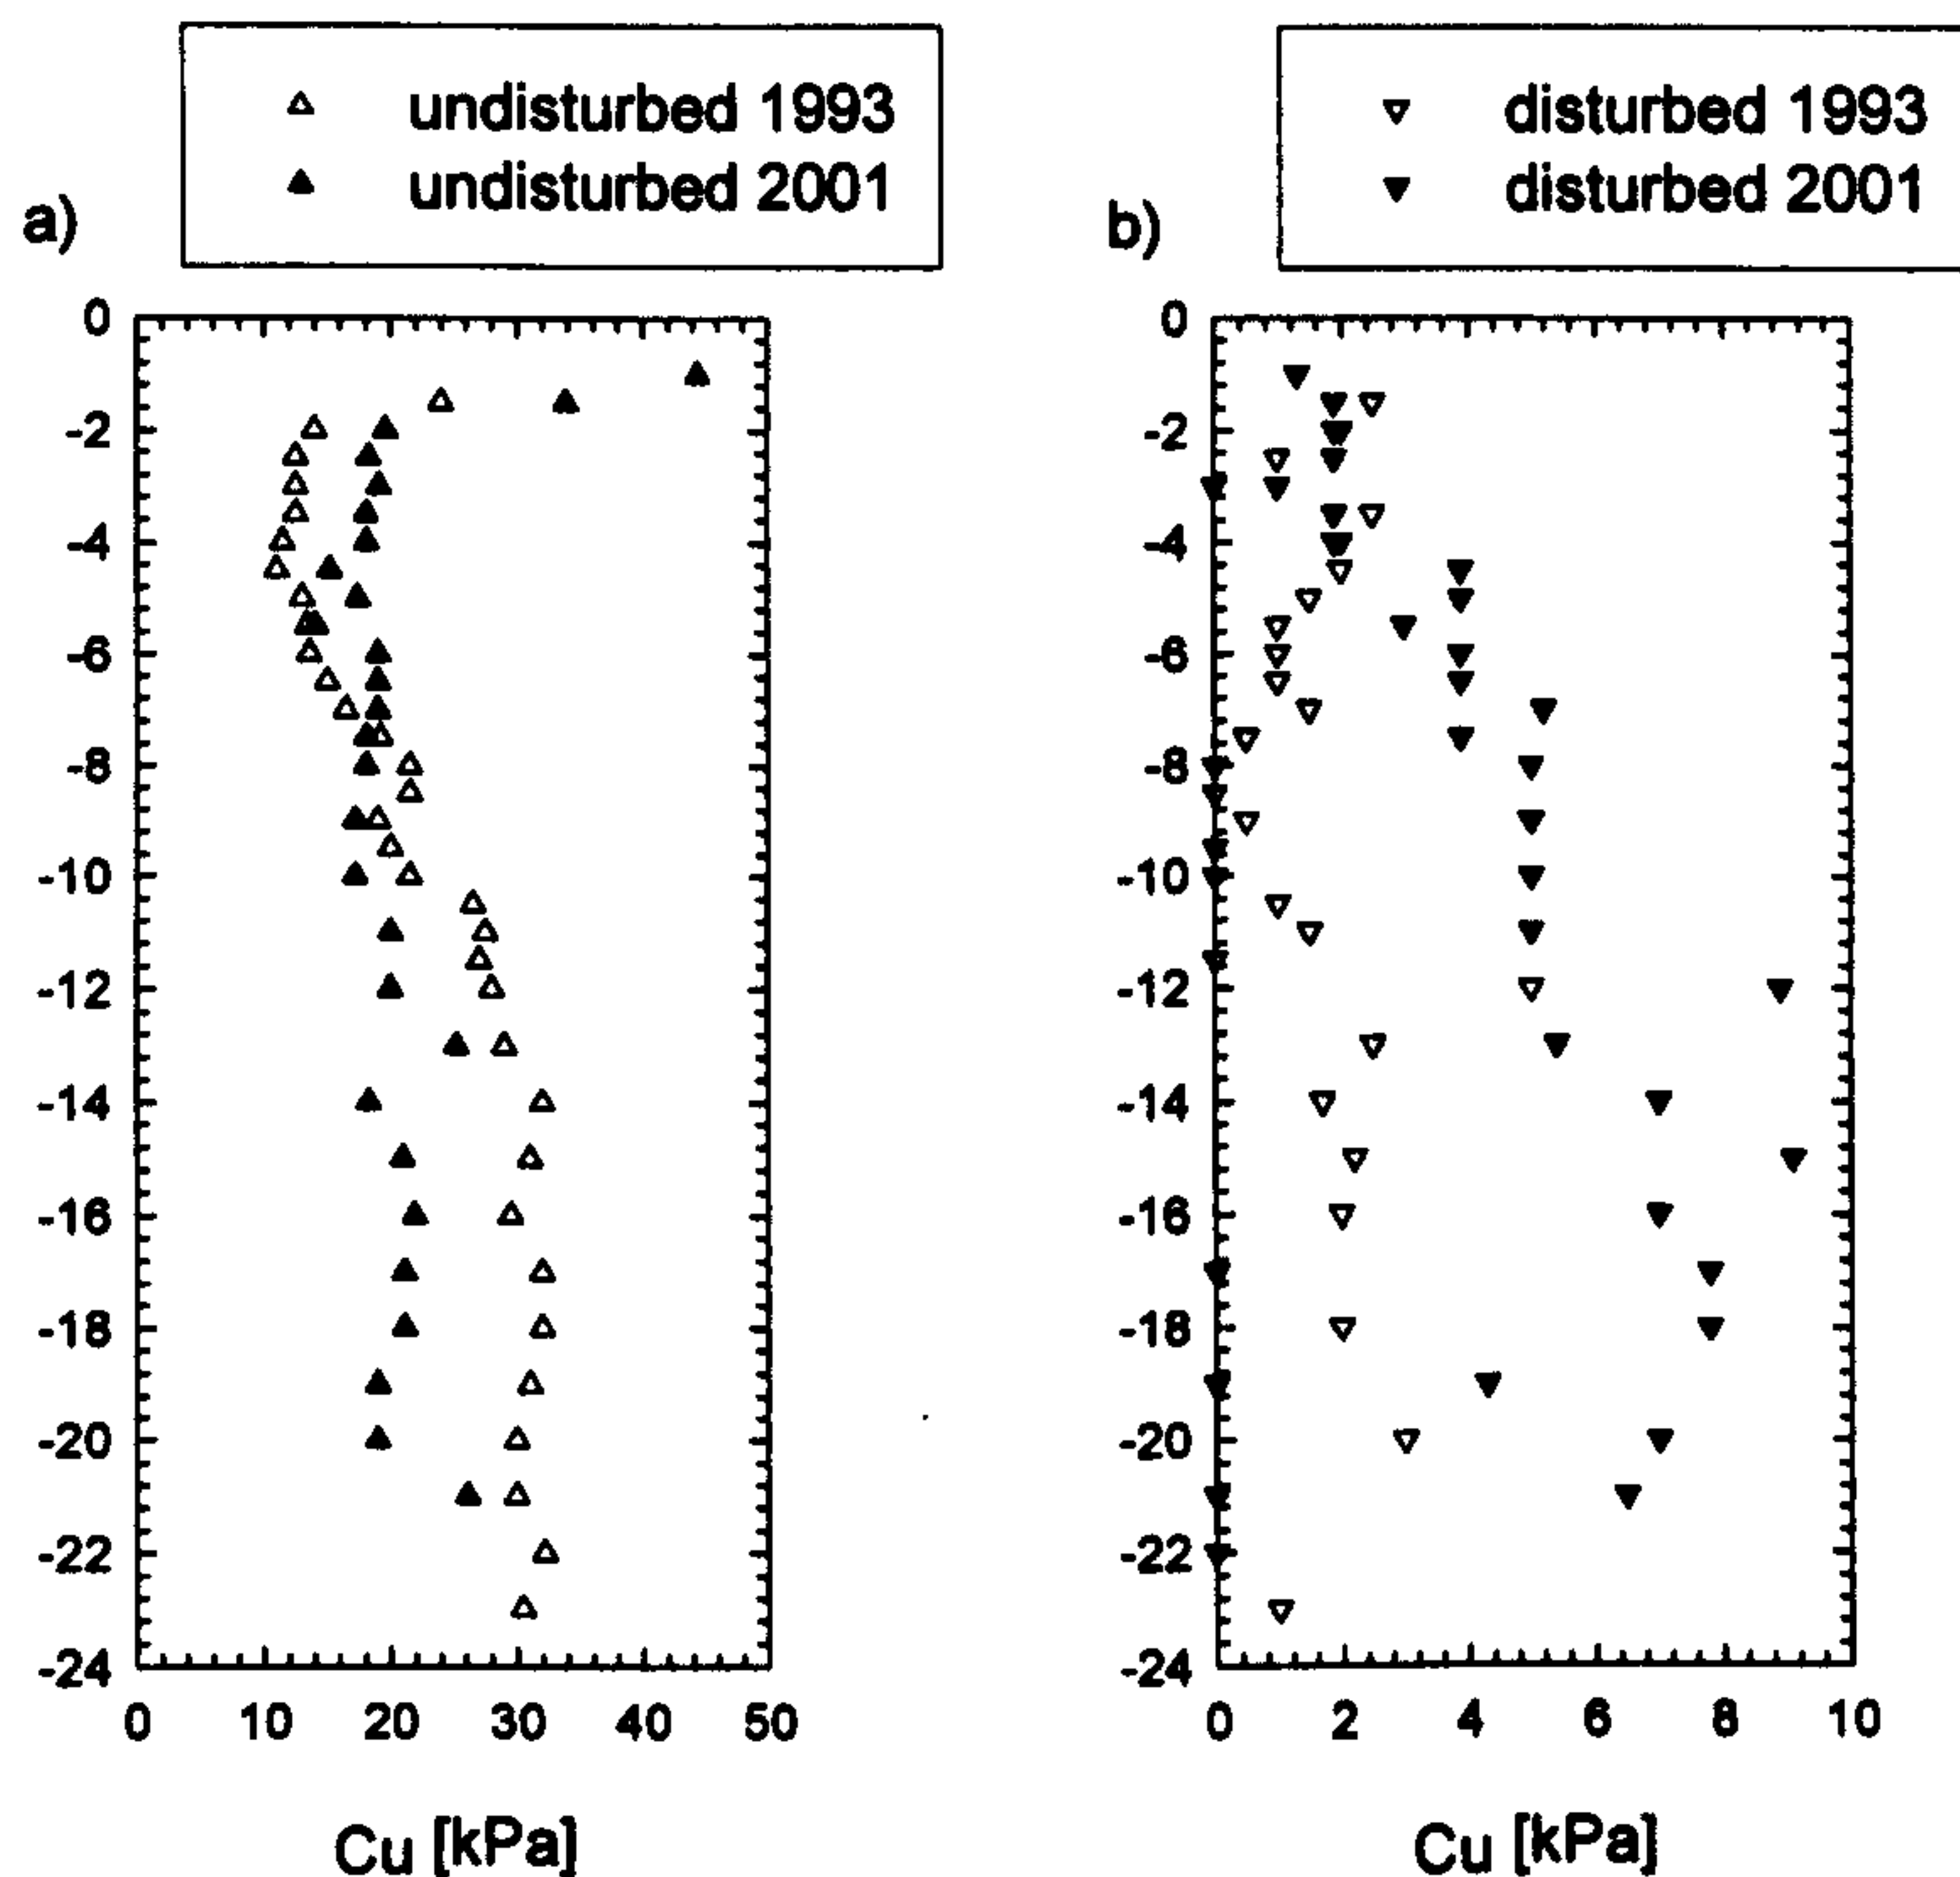 undisturbed 1993
undisturbed 2001
a)
0
-2
-4
-6
-8
-10
-12
-14
-16
-18
-20
-22
-24
0 10 20 30 40 50
Cu [kPa]
disturbed 1993
disturbed 2001
b)
0
-2
-4
-6
-8
-10
-12
-14
-16
-18
-20
-22
-24
0 2 4 6 8 10
Cu [kPa]